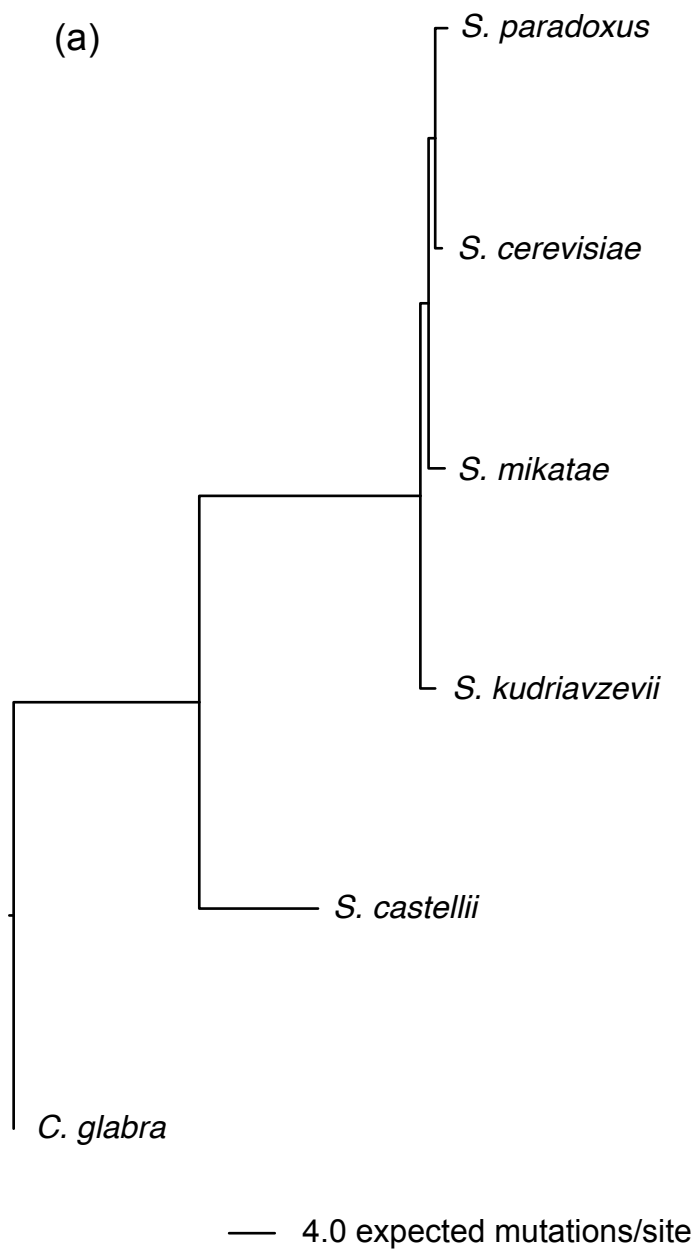 (a)
S. paradoxus
S. cerevisiae
S. mikatae
S. kudriavzevii
S. castellii
C. glabra
4.0 expected mutations/site